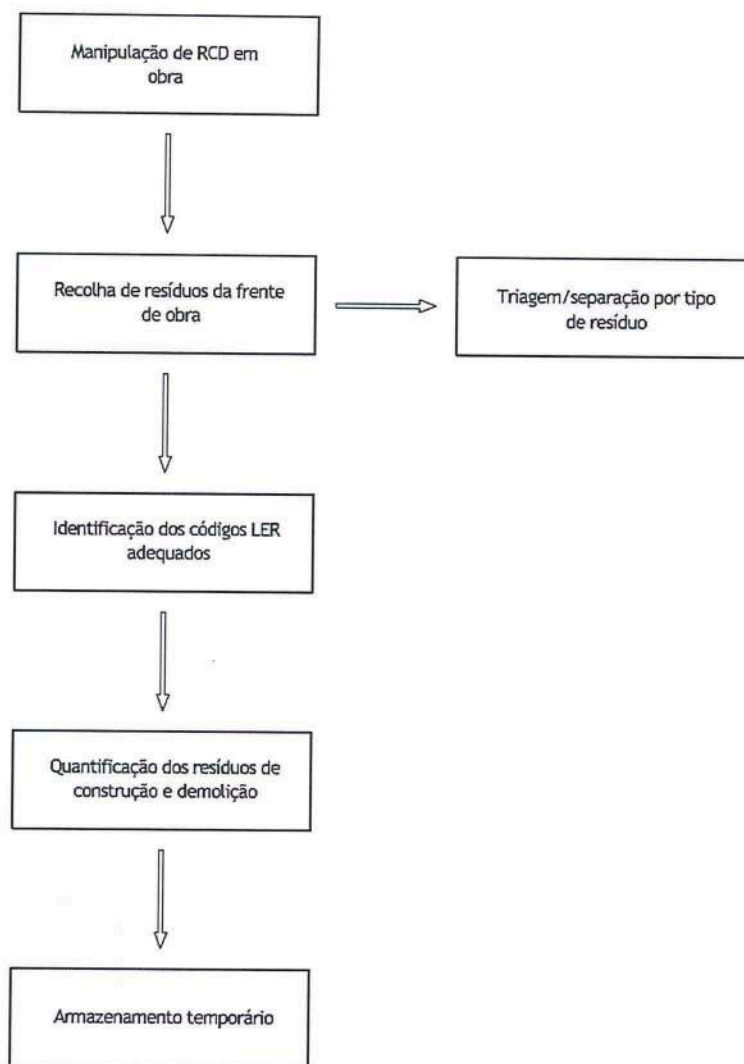 Manipulação de RCD em
obra
Recolha de resíduos da frente
de obra
Triagem/separação por tipo
de resíduo
Identificação dos códigos LER
adequados
Quantificação dos resíduos de
construção e demolição
Armazenamento temporário